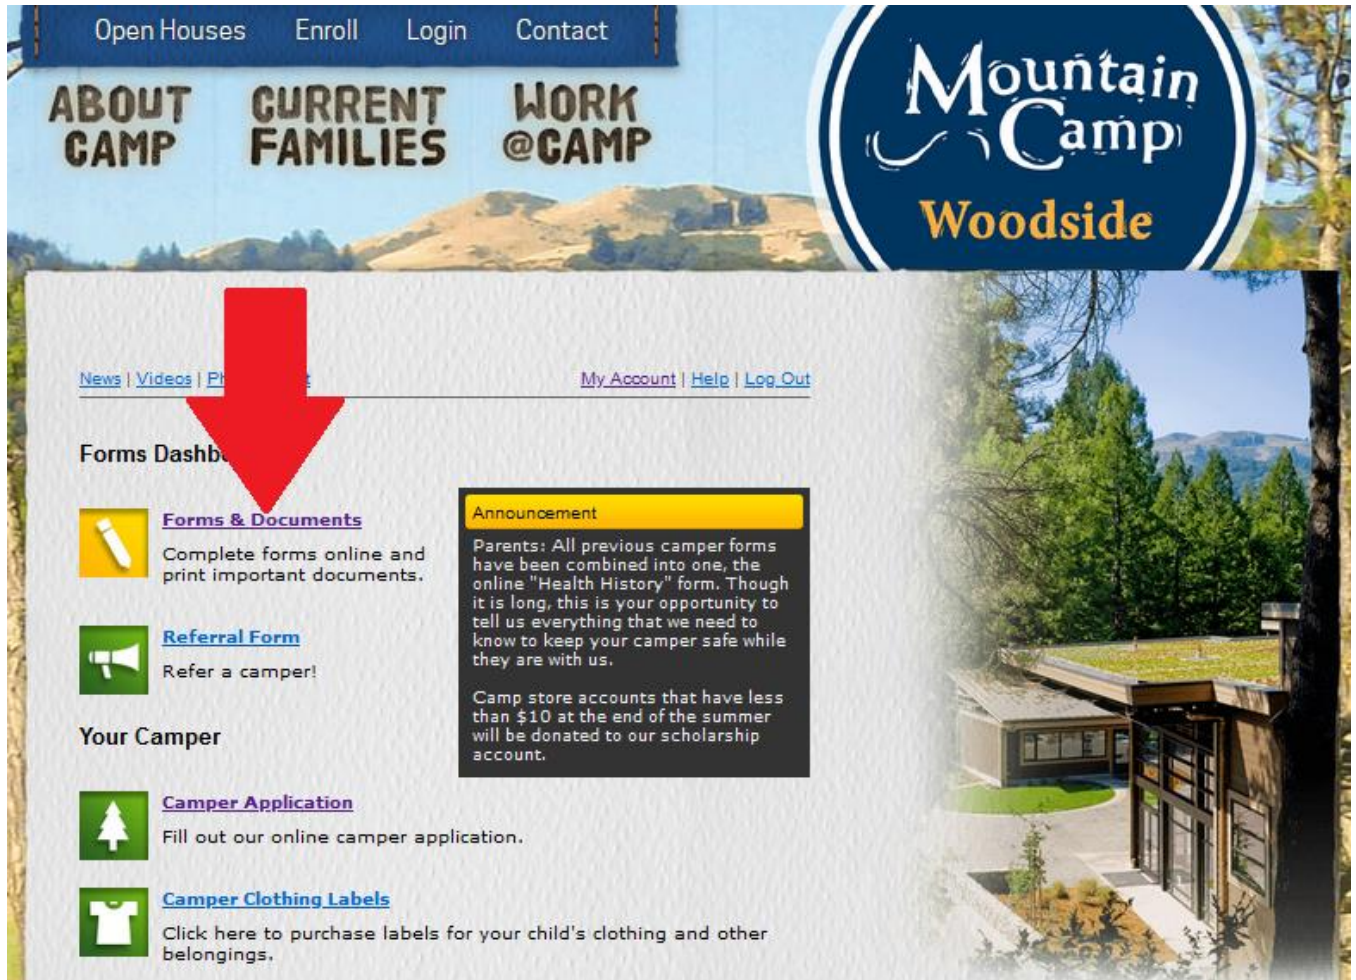 Open Houses Enroll Login Contact
ABOUT CAMP
CURRENT FAMILIES
WORK @CAMP
Mountain
Camp
Woodside
News | Videos |
My Account | Help | Log Out
Forms
Forms & Documents
Complete forms online and
print important documents.
Announcement
Parents: All previous camper forms
have been combined into one, the
online "Health History" form. Though
it is long, this is your opportunity to
tell us everything that we need to
know to keep your camper safe while
they are with us.
Camp store accounts that have less
than $10 at the end of the summer
will be donated to our scholarship
account.
Referral Form
Refer a camper!
Your Camper
Camper Application
Fill out our online camper application.
Camper Clothing Labels
Click here to purchase labels for your child's clothing and other
belongings.